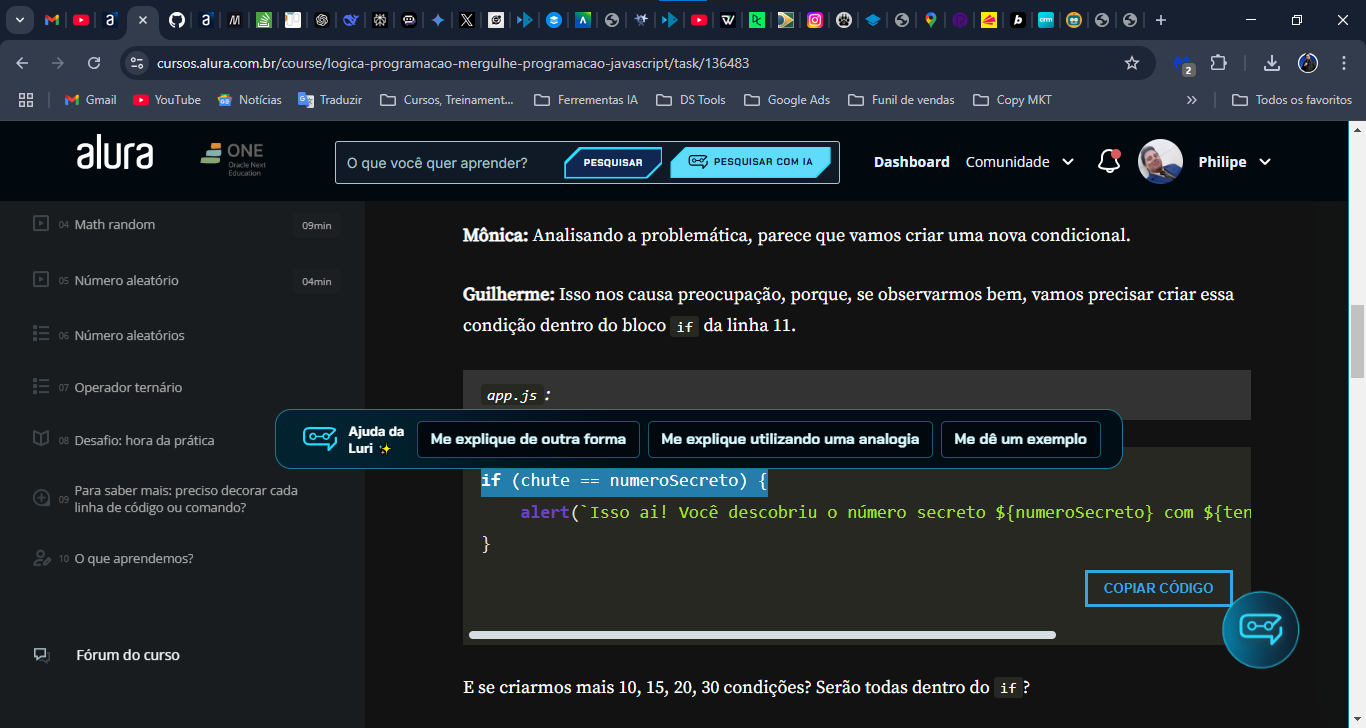 cursos.alura.com.br/course/logica-programacao-mergulhe-programacao-javascript/task/136483
2
Gmail YouTube Notícias Traduzir Cursos, Treinament... Ferrementas IA DS Tools Google Ads Funil de vendas Copy MKT » Todos os favoritos
alura ONE
Oracle Next
Education
O que você quer aprender? PESQUISAR PESQUISAR COM IA Dashboard Comunidade Philipe
04 Math random 09min
05 Número aleatório 04min
06 Número aleatórios
07 Operador ternário
08 Desafio: hora da prática
09 Para saber mais: preciso decorar cada
linha de código ou comando?
10 O que aprendemos?
Fórum do curso
Mônica: Analisando a problemática, parece que vamos criar uma nova condicional.
Guilherme: Isso nos causa preocupação, porque, se observarmos bem, vamos precisar criar essa
condição dentro do bloco if da linha 11.
app.js :
Ajuda da
Luri ✨
Me explique de outra forma Me explique utilizando uma analogia Me dê um exemplo
if (chute == numeroSecreto) {
alert(`Isso ai! Você descobriu o número secreto ${numeroSecreto} com ${ten
}
COPIAR CÓDIGO
E se criarmos mais 10, 15, 20, 30 condições? Serão todas dentro do if ?